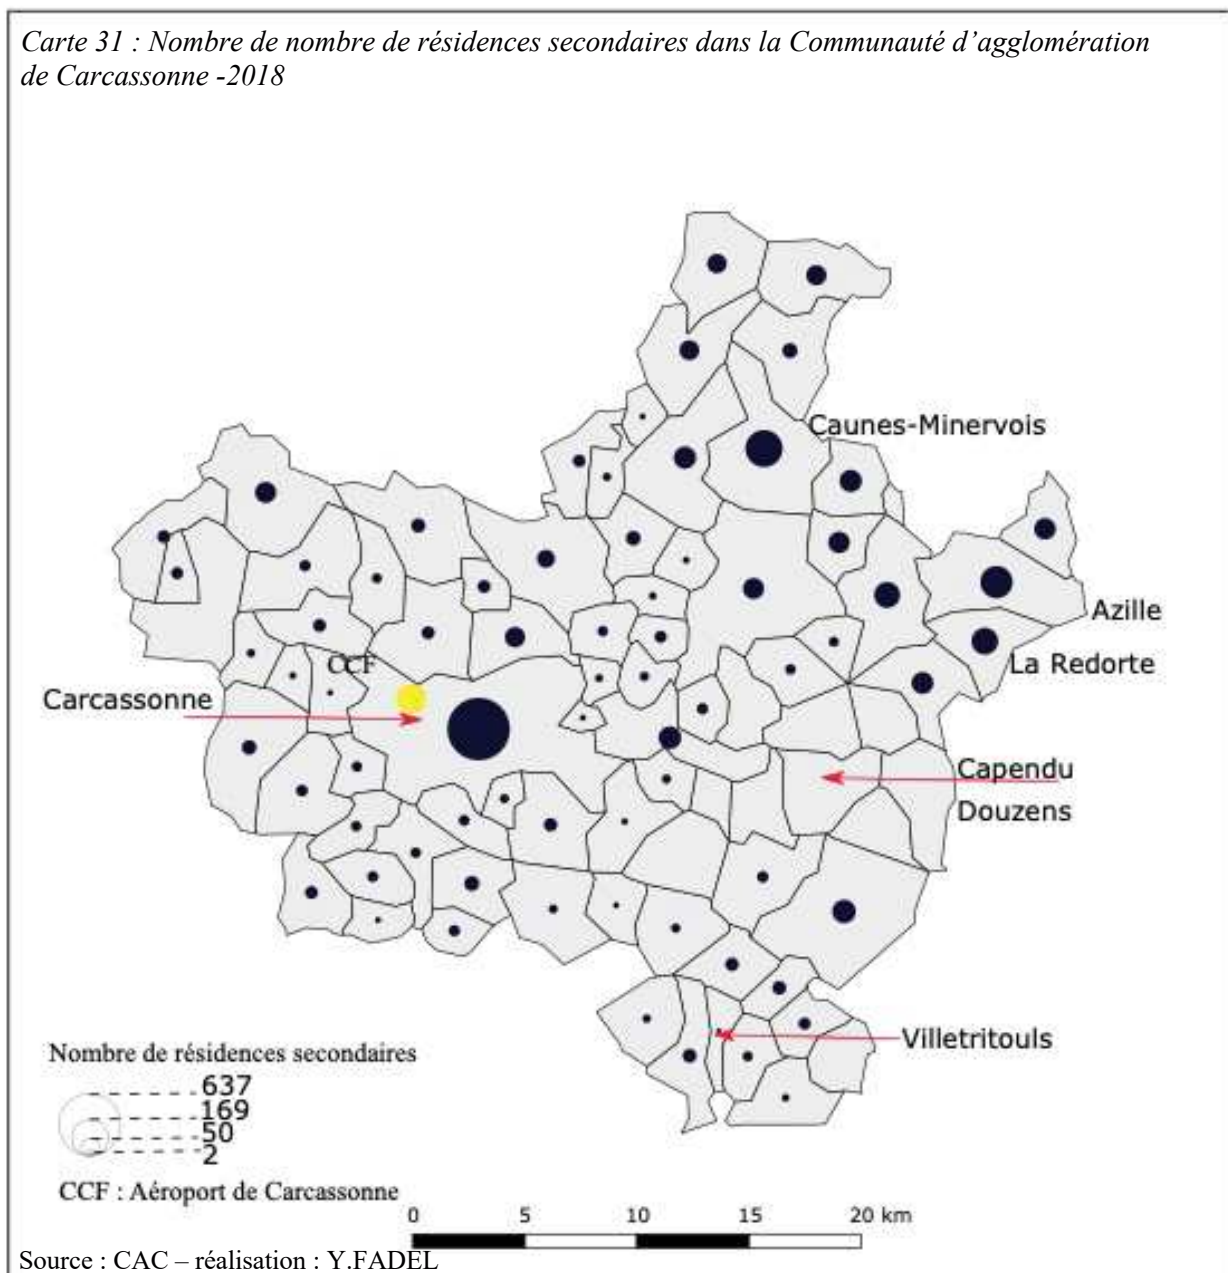 Carte 31 : Nombre de nombre de résidences secondaires dans la Communauté d’agglomération
de Carcassonne -2018
Caunes-Minervois
Azille
CCF
La Redorte
Carcassonne
Capendu
Douzens
Villetritouls
Nombre de résidences secondaires
637
169
50
2
CCF : Aéroport de Carcassonne
0 5 10 15 20 km
Source : CAC – réalisation : Y.FADEL